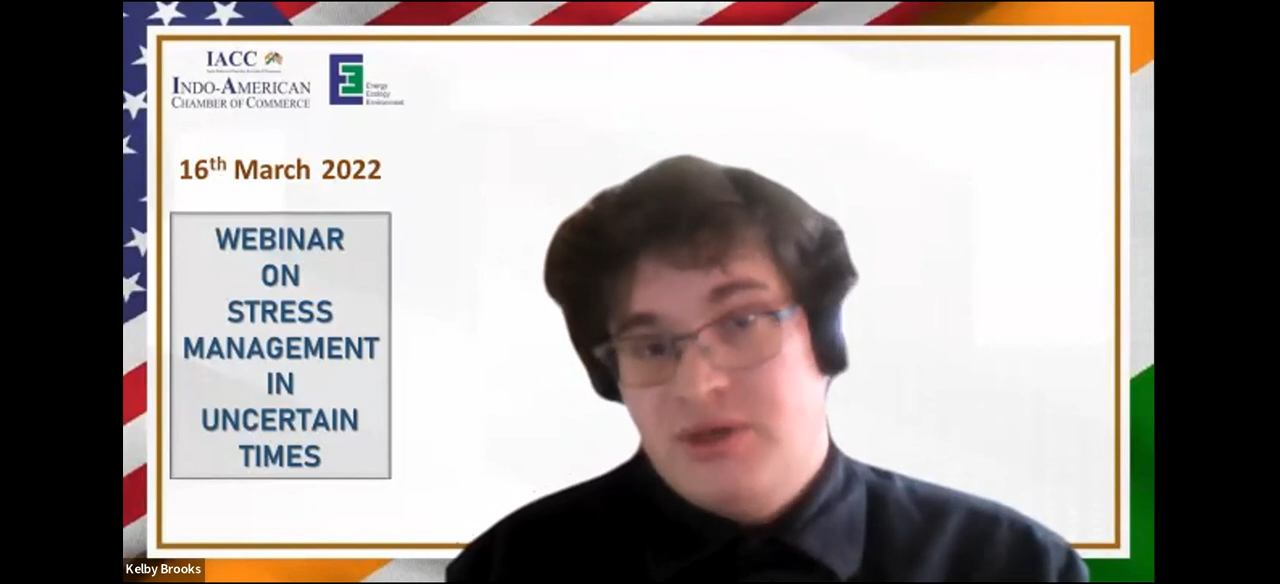 IACC
INDO-AMERICAN
CHAMBER OF COMMERCE
Energy
Ecology
Environment
16th March 2022
WEBINAR
ON
STRESS
MANAGEMENT
IN
UNCERTAIN
TIMES
Kelby Brooks